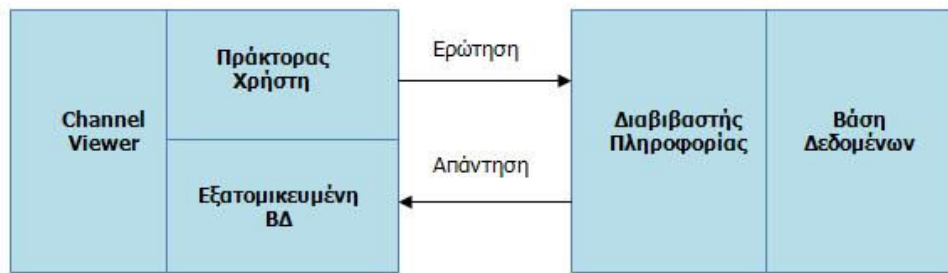 Channel
Viewer
Πράκτορας
Χρήστη
Εξατομικευμένη
ΒΔ
Ερώτηση
Απάντηση
Διαβιβαστής
Πληροφορίας
Βάση
Δεδομένων